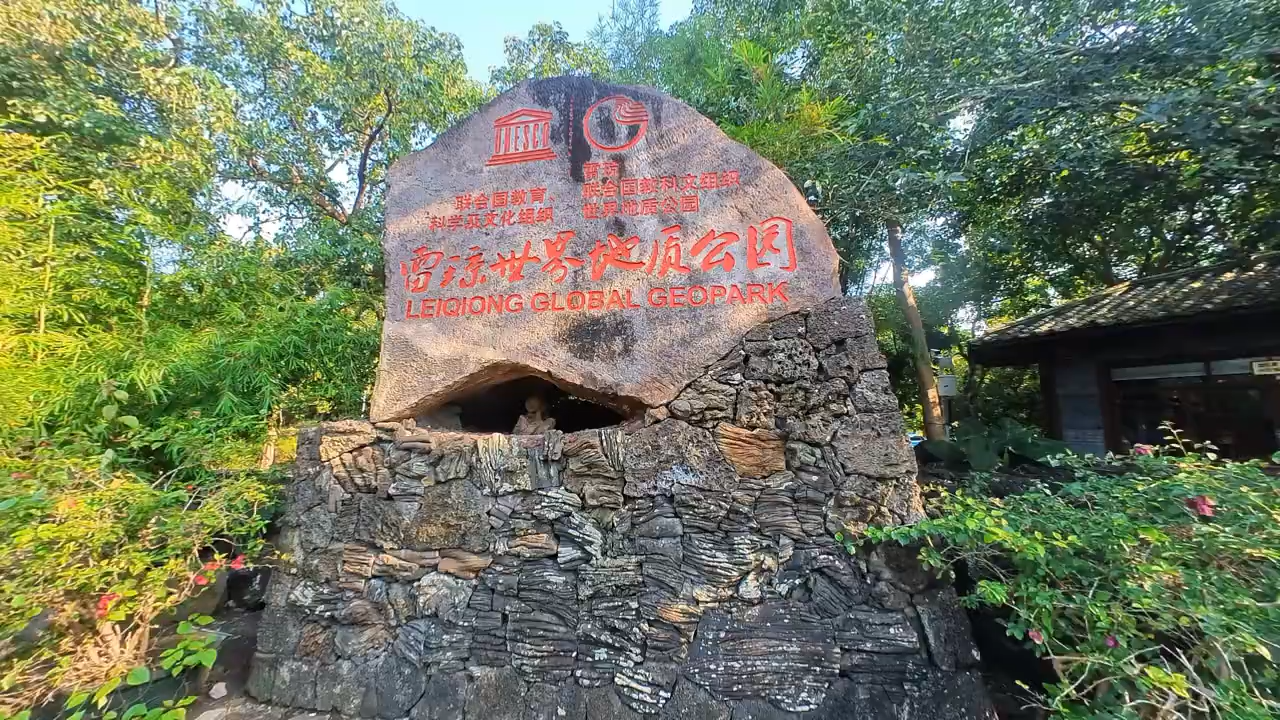 UNESCO
联合国教育、
科学及文化组织
雷琼
联合国教科文组织
世界地质公园
雷琼世界地质公园
LEIQIONG GLOBAL GEOPARK